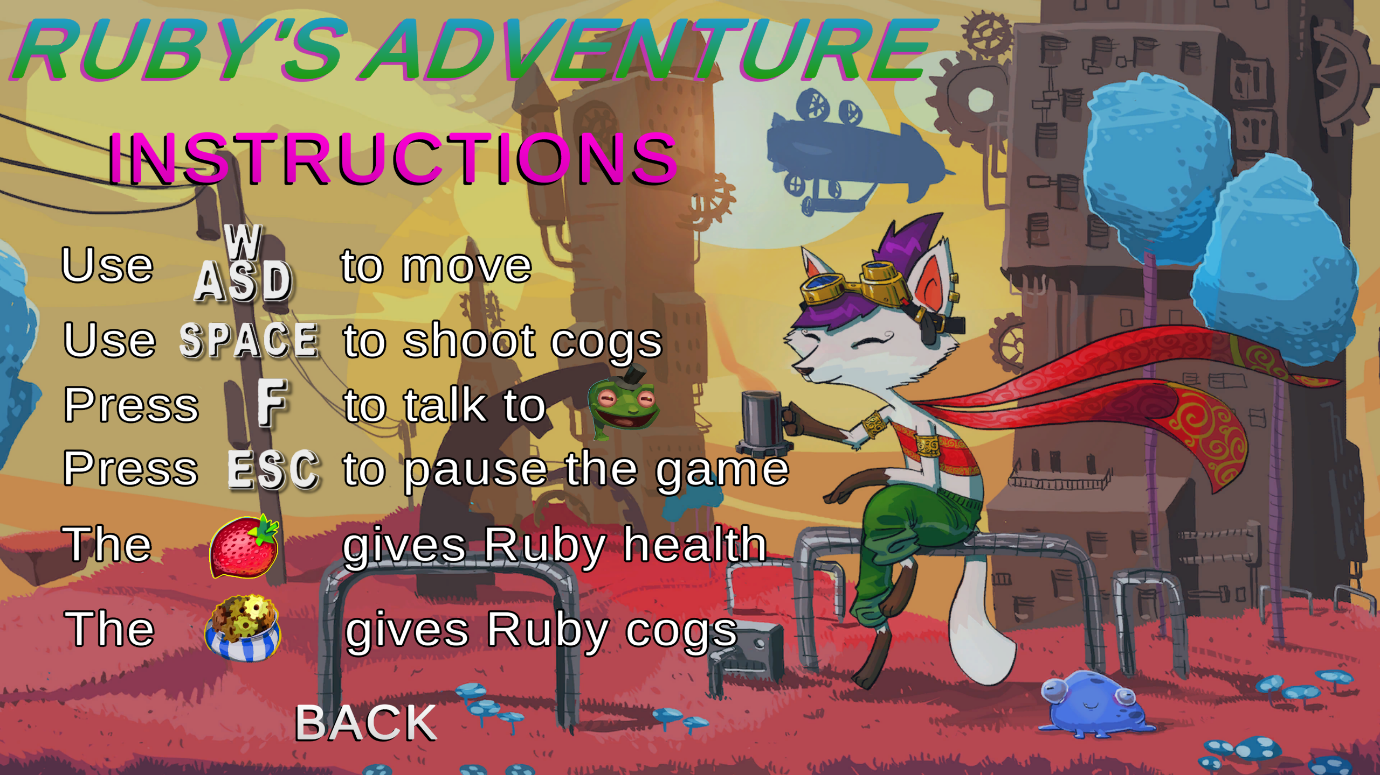 RUBY'S ADVENTURE
INSTRUCTIONS
Use W ASD to move
Use SPACE to shoot cogs
Press F to talk to
Press ESC to pause the game
The gives Ruby health
The gives Ruby cogs
BACK